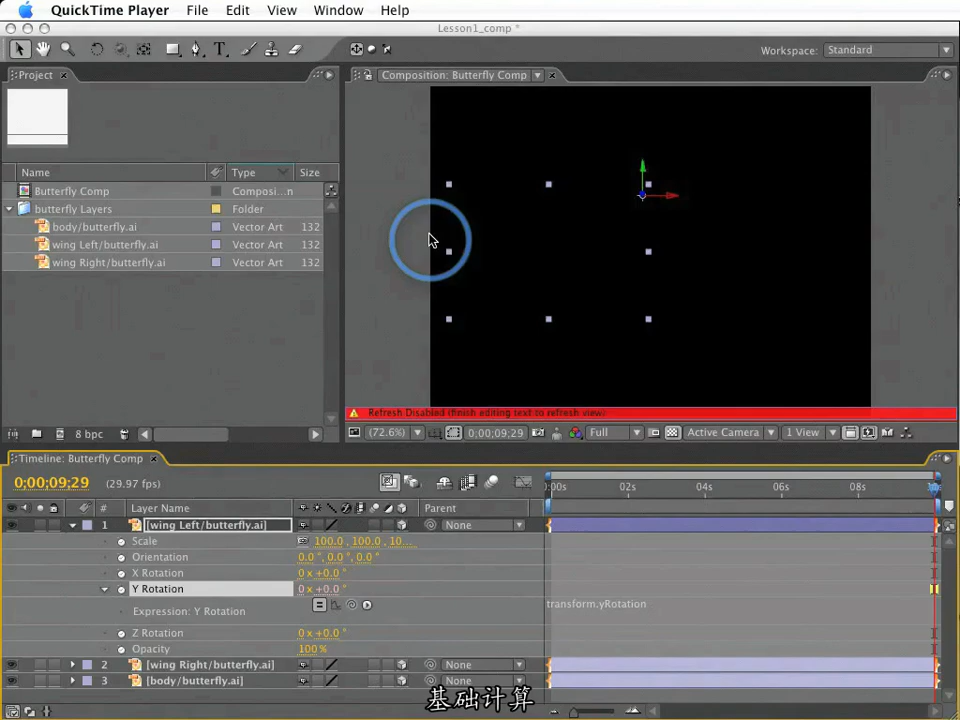 QuickTime Player File Edit View Window Help
Lesson1_comp *
Workspace: Standard
Project
Composition: Butterfly Comp
Name Type Size
Butterfly Comp Composi...n
butterfly Layers Folder
body/butterfly.ai Vector Art 132
wing Left/butterfly.ai Vector Art 132
wing Right/butterfly.ai Vector Art 132
Refresh Disabled (finish editing text to refresh view)
8 bpc
(72.6%) 0;00;09;29 Full Active Camera 1 View
Timeline: Butterfly Comp
0;00;09;29 (29.97 fps)
:00s 02s 04s 06s 08s
# Layer Name Parent
1 [wing Left/butterfly.ai] None
Scale 100.0, 100.0, 10...
Orientation 0.0°, 0.0°, 0.0°
X Rotation 0 x +0.0°
Y Rotation 0 x +0.0°
Expression: Y Rotation transform.yRotation
Z Rotation 0 x +0.0°
Opacity 100%
2 [wing Right/butterfly.ai] None
3 [body/butterfly.ai] None
基础计算